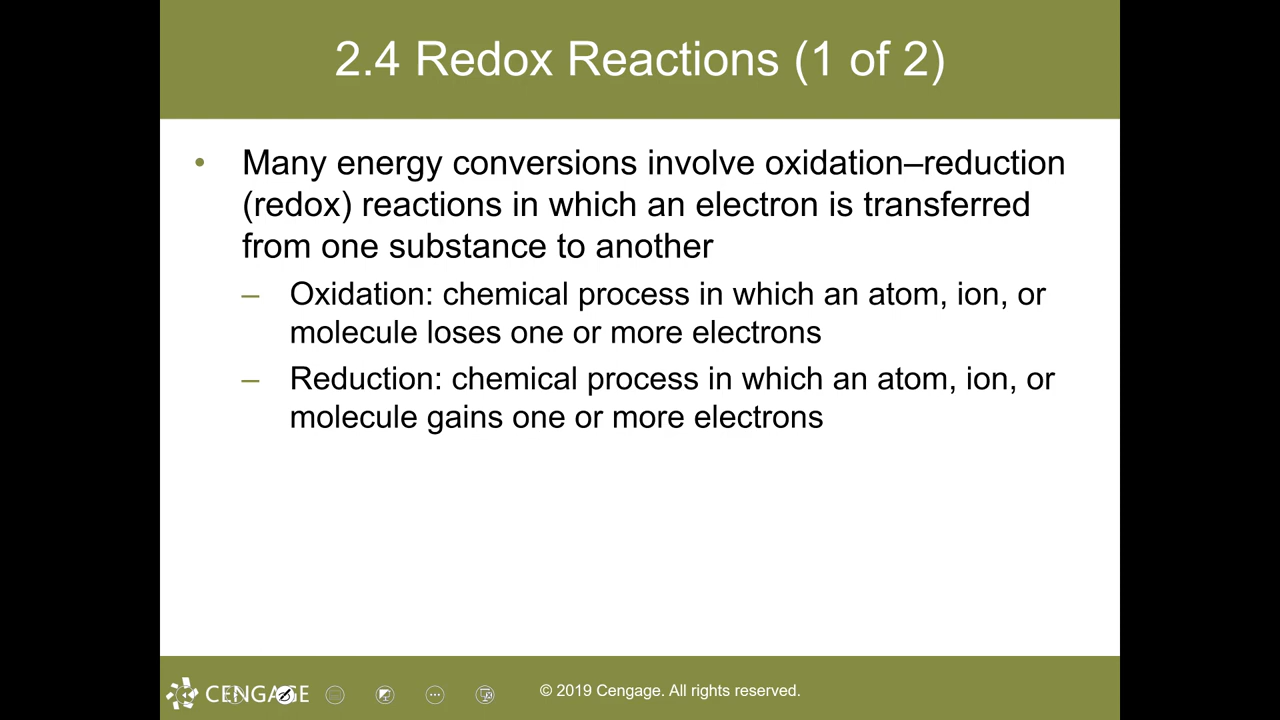 2.4 Redox Reactions (1 of 2)
• Many energy conversions involve oxidation–reduction
(redox) reactions in which an electron is transferred
from one substance to another
– Oxidation: chemical process in which an atom, ion, or
molecule loses one or more electrons
– Reduction: chemical process in which an atom, ion, or
molecule gains one or more electrons
CENGAGE
© 2019 Cengage. All rights reserved.